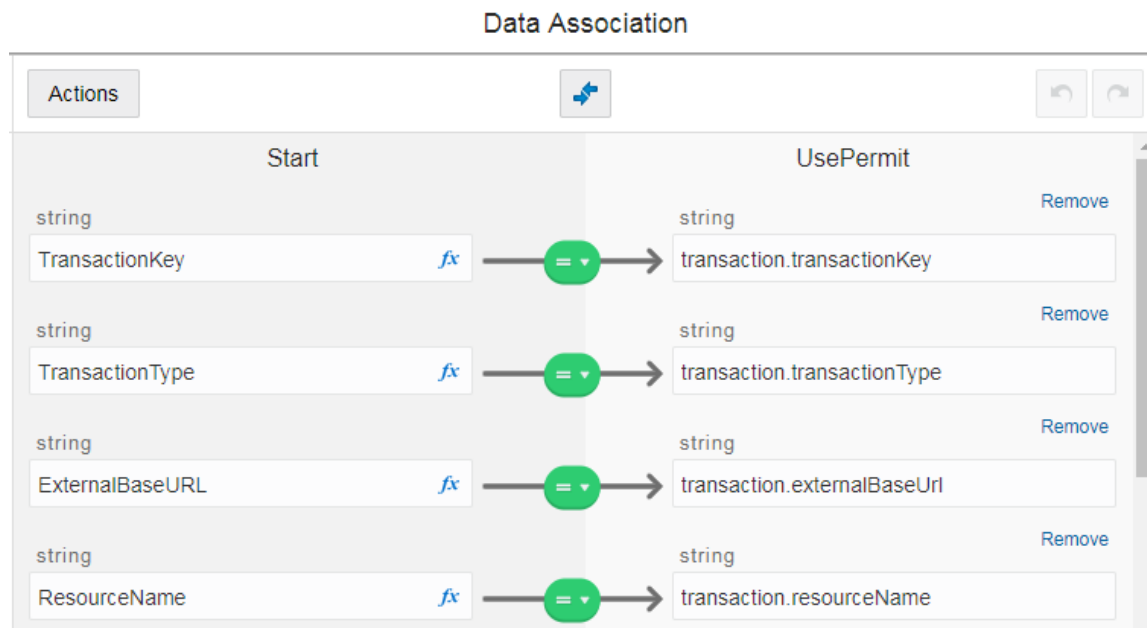 Data Association
Actions
Start UsePermit
Remove
string string
TransactionKey fx = transaction.transactionKey
Remove
string string
TransactionType fx = transaction.transactionType
Remove
string string
ExternalBaseURL fx = transaction.externalBaseUrl
Remove
string string
ResourceName fx = transaction.resourceName